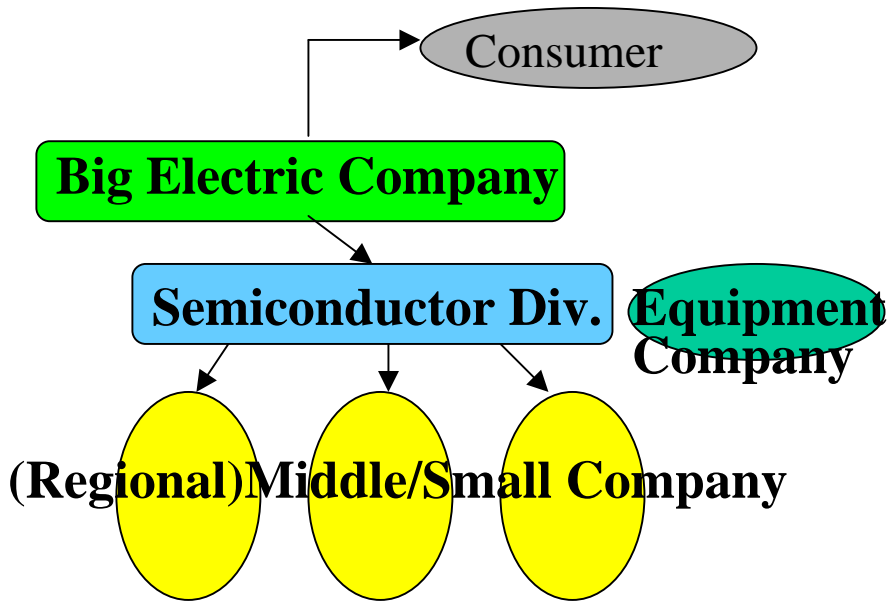 Consumer
Big Electric Company
Semiconductor Div.
Equipment
Company
(Regional)Middle/Small Company